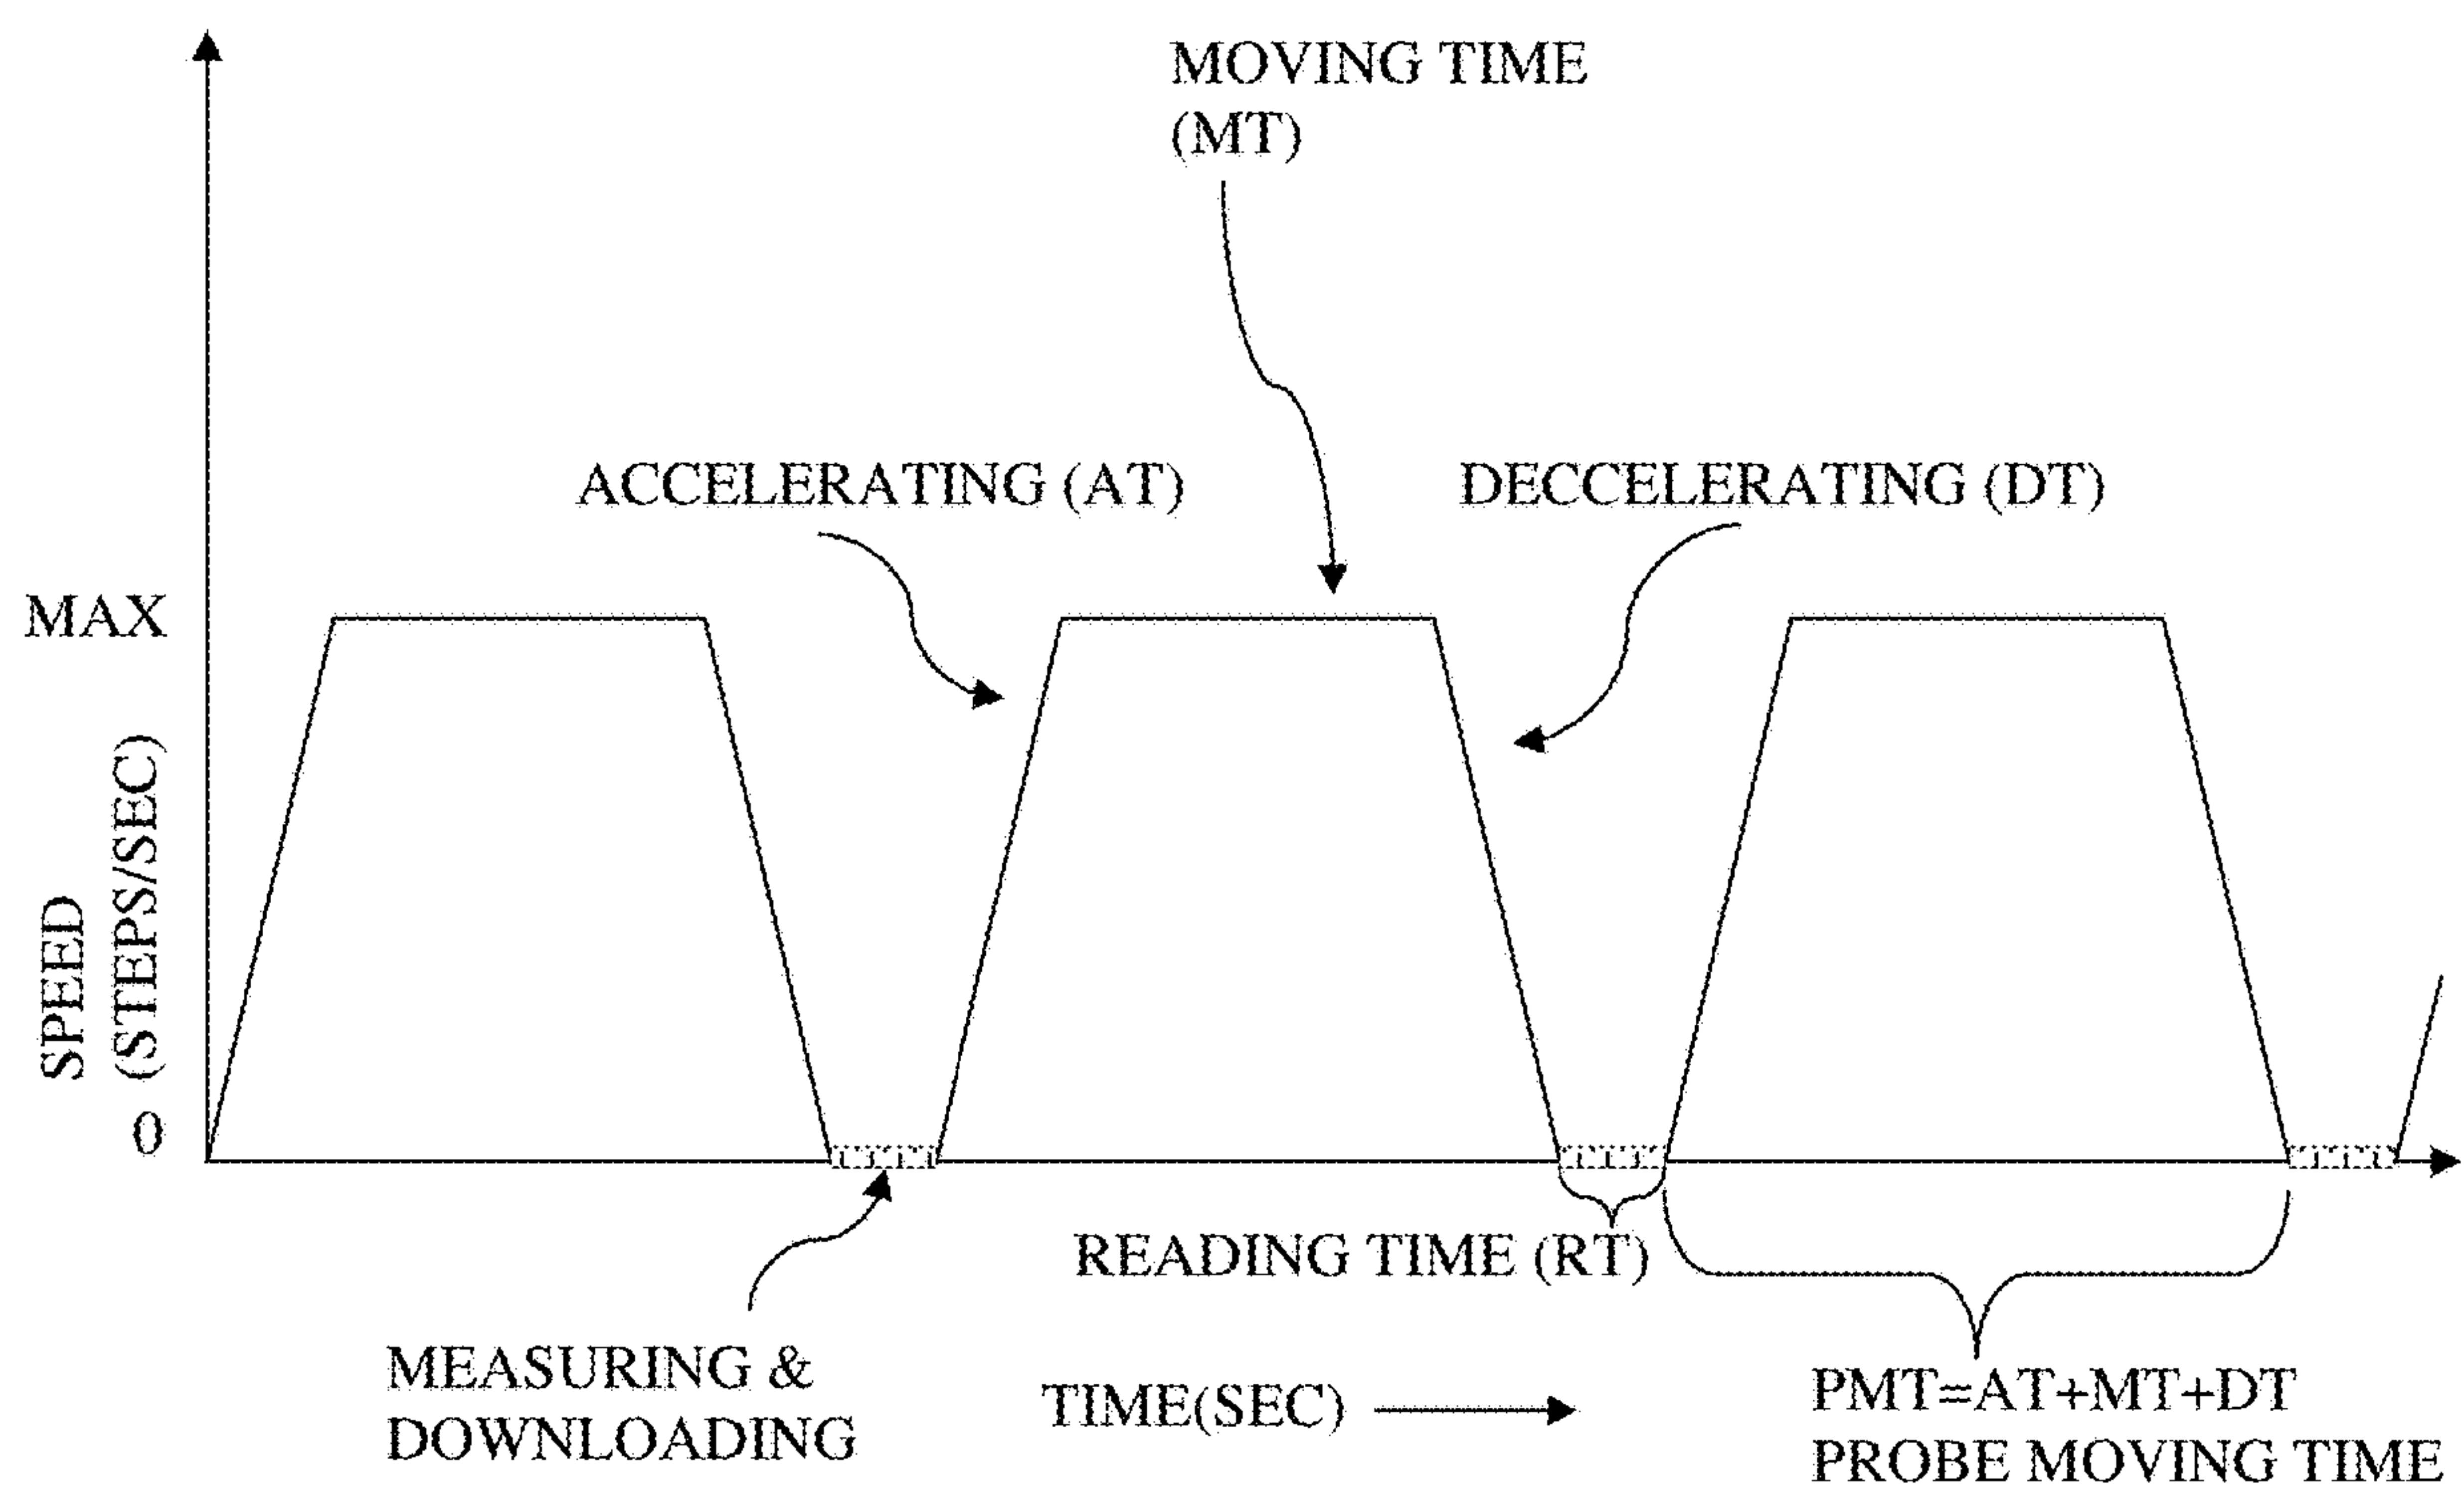 MOVING TIME
(MT)
ACCELERATING (AT)
DECCELERATING (DT)
MAX
SPEED
(STEPS/SEC)
0
READING TIME (RT)
MEASURING &
DOWNLOADING
TIME(SEC)
PMT=AT+MT+DT
PROBE MOVING TIME